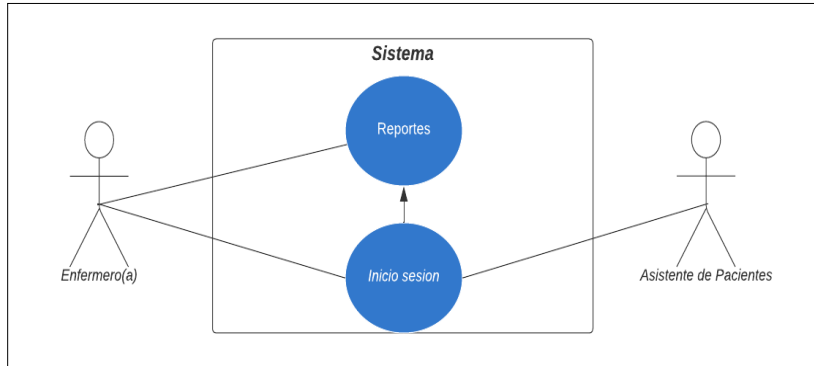 Sistema
Reportes
Inicio sesion
Enfermero(a)
Asistente de Pacientes